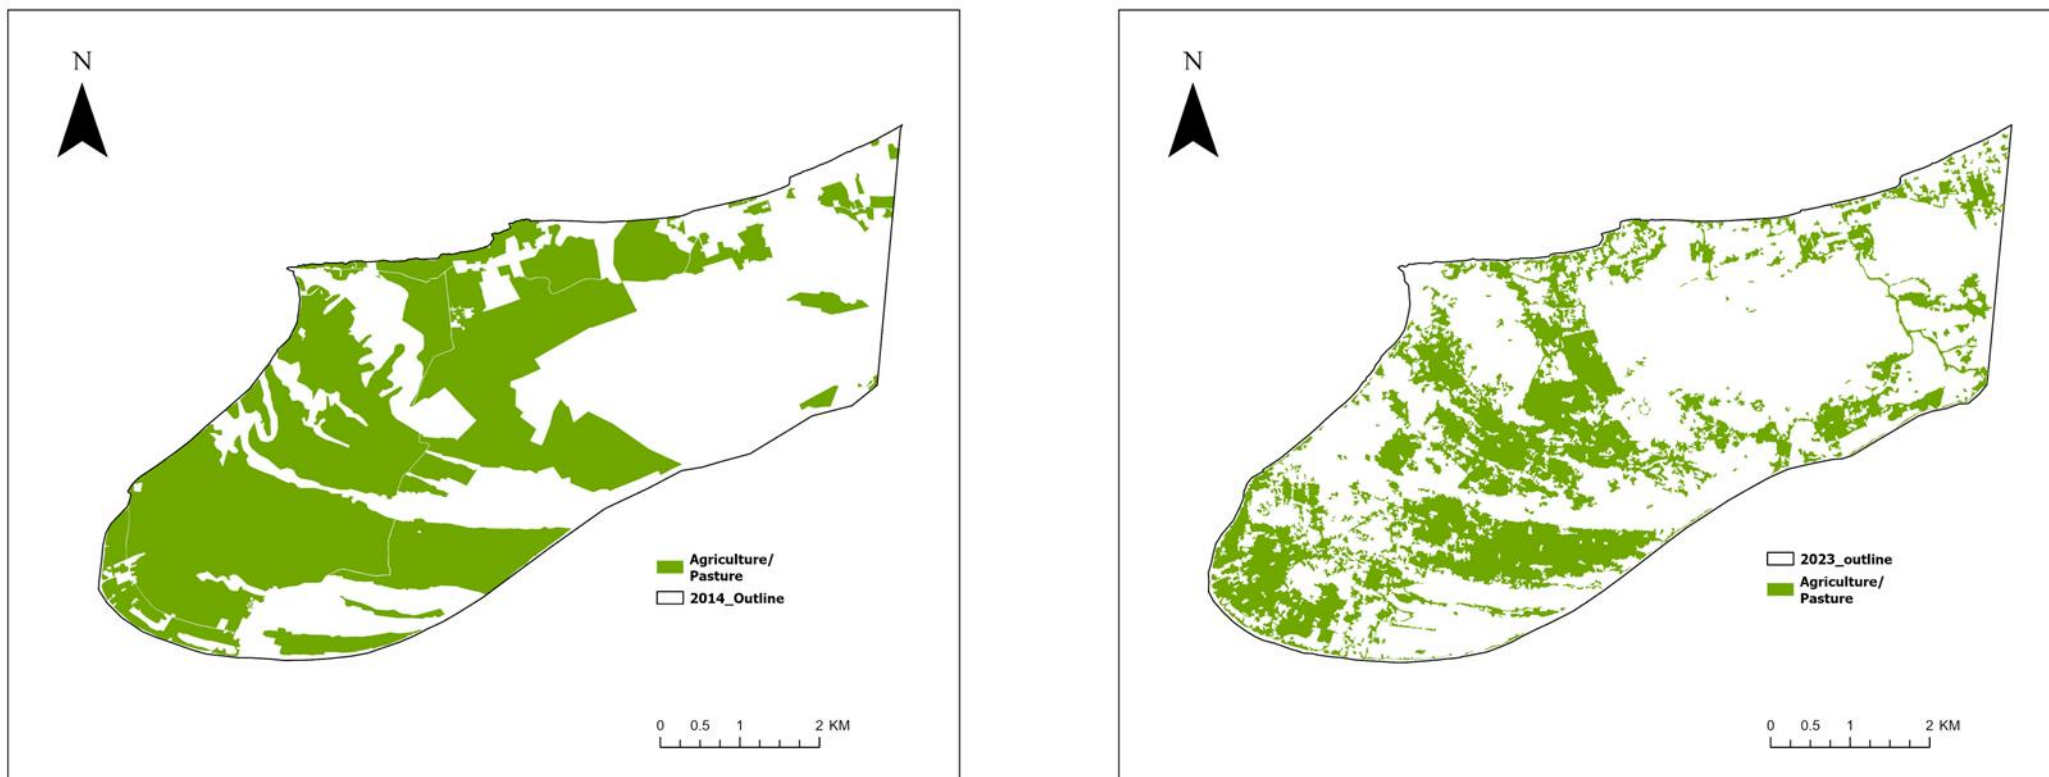 N
Agriculture/
Pasture
2014_Outline
0 0.5 1 2 KM
N
2023_outline
Agriculture/
Pasture
0 0.5 1 2 KM